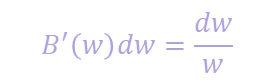 B′(w) dw = dw/w